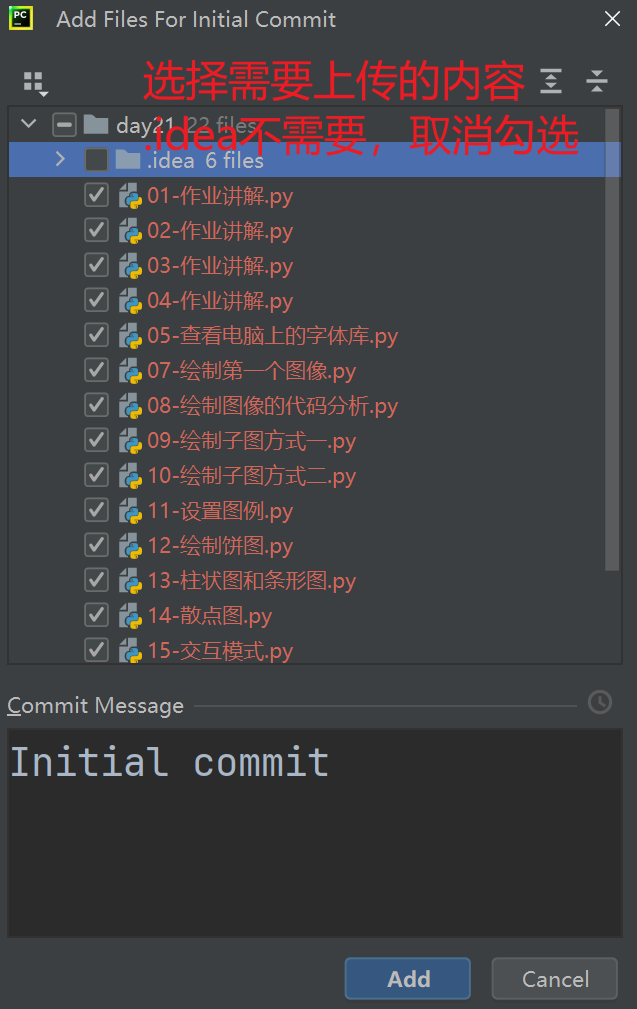 PC
Add Files For Initial Commit
选择需要上传的内容
day21 22 files
.idea不需要，取消勾选
.idea 6 files
01-作业讲解.py
02-作业讲解.py
03-作业讲解.py
04-作业讲解.py
05-查看电脑上的字体库.py
07-绘制第一个图像.py
08-绘制图像的代码分析.py
09-绘制子图方式一.py
10-绘制子图方式二.py
11-设置图例.py
12-绘制饼图.py
13-柱状图和条形图.py
14-散点图.py
15-交互模式.py
Commit Message
Initial commit
Add
Cancel